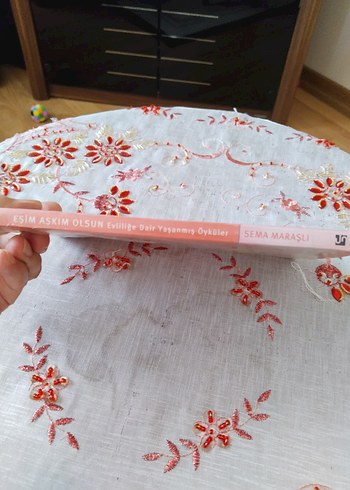 EŞİM AŞKIM OLSUN Evliliğe Dair Yaşanmış Öyküler SEMA MARAŞLI